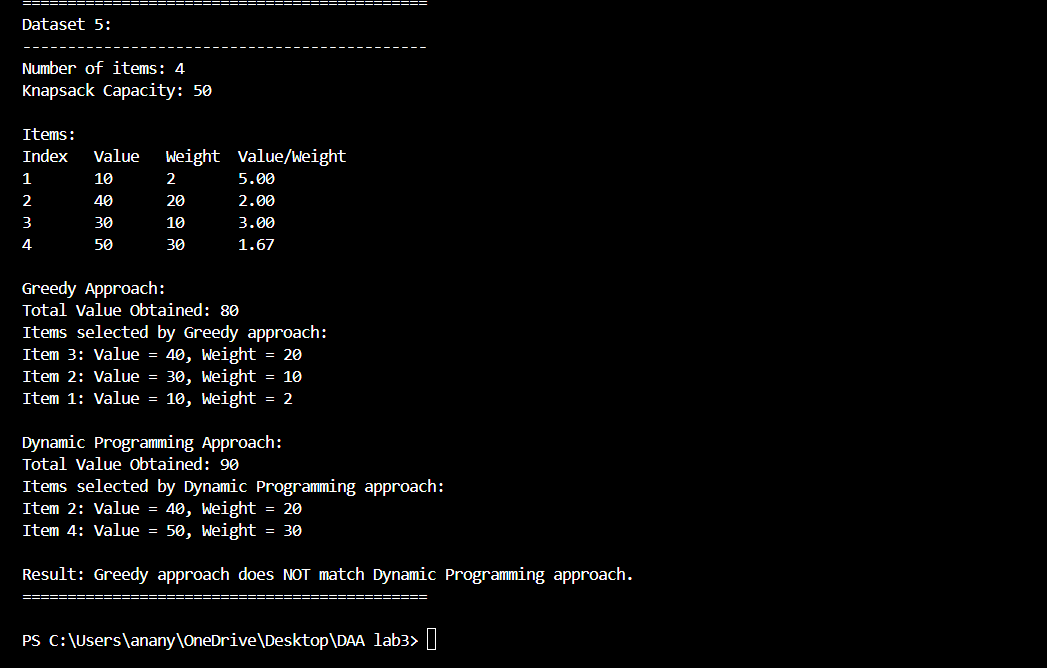 =============================================
Dataset 5:
---------------------------------------------
Number of items: 4
Knapsack Capacity: 50
Items:
Index Value Weight Value/Weight
1 10 2 5.00
2 40 20 2.00
3 30 10 3.00
4 50 30 1.67
Greedy Approach:
Total Value Obtained: 80
Items selected by Greedy approach:
Item 3: Value = 40, Weight = 20
Item 2: Value = 30, Weight = 10
Item 1: Value = 10, Weight = 2
Dynamic Programming Approach:
Total Value Obtained: 90
Items selected by Dynamic Programming approach:
Item 2: Value = 40, Weight = 20
Item 4: Value = 50, Weight = 30
Result: Greedy approach does NOT match Dynamic Programming approach.
=============================================
PS C:\Users\anany\OneDrive\Desktop\DAA lab3>